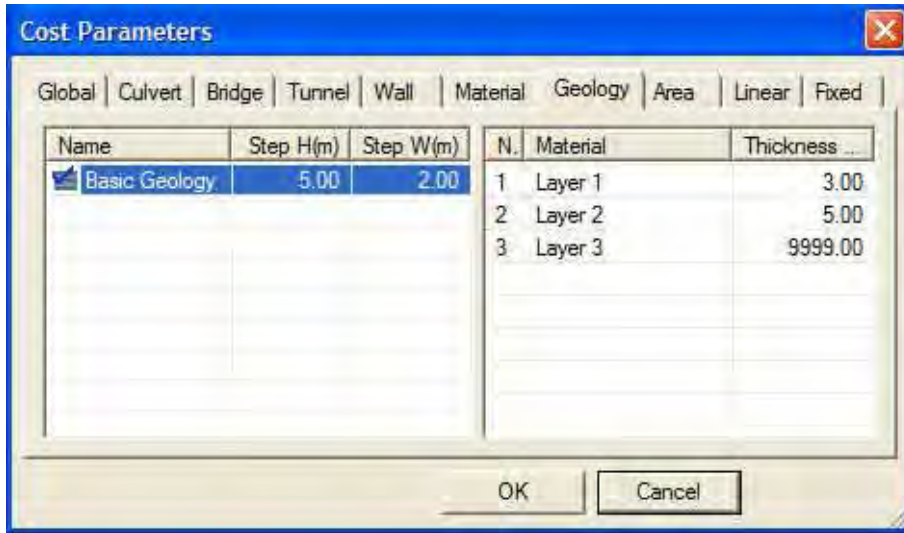 Cost Parameters
Global Culvert Bridge Tunnel Wall Material Geology Area Linear Fixed
Name Step H(m) Step W(m) N. Material Thickness ...
Basic Geology 5.00 2.00 1 Layer 1 3.00
2 Layer 2 5.00
3 Layer 3 9999.00
OK Cancel